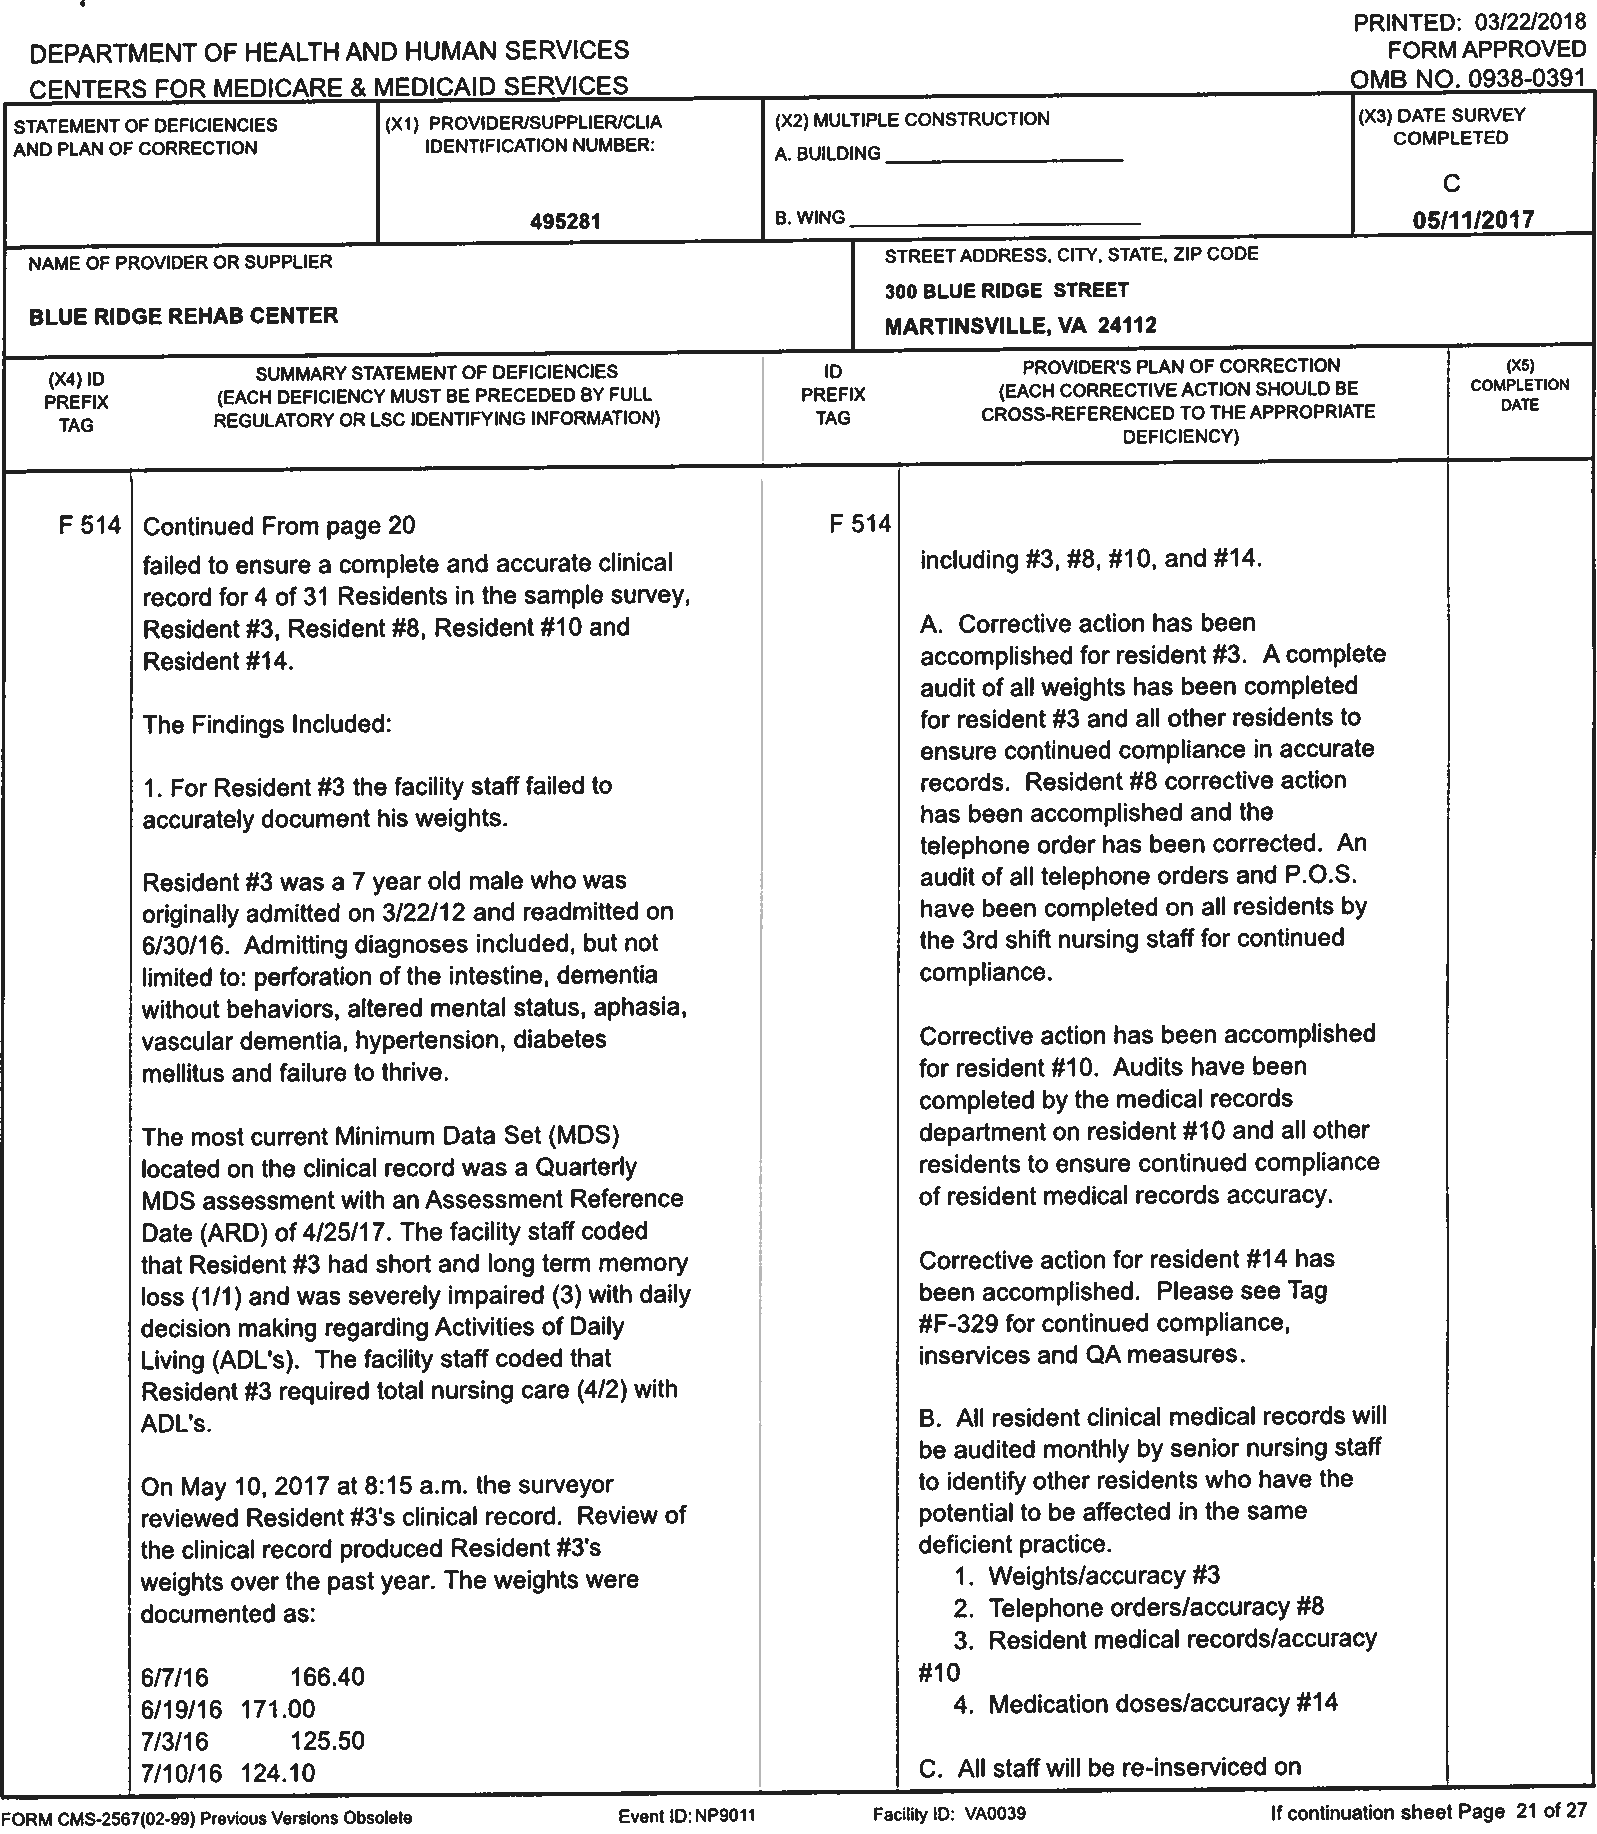 PRINTED: 03/22/2018
DEPARTMENT OF HEALTH AND HUMAN SERVICES
FORM APPROVED
CENTERS FOR MEDICARE & MEDICAID SERVICES
OMB NO. 0938-0391
STATEMENT OF DEFICIENCIES
AND PLAN OF CORRECTION
(X1) PROVIDER/SUPPLIER/CLIA
IDENTIFICATION NUMBER:
495281
(X2) MULTIPLE CONSTRUCTION
A. BUILDING
B. WING
(X3) DATE SURVEY
COMPLETED
C
05/11/2017
NAME OF PROVIDER OR SUPPLIER
BLUE RIDGE REHAB CENTER
STREET ADDRESS, CITY, STATE, ZIP CODE
300 BLUE RIDGE STREET
MARTINSVILLE, VA 24112
(X4) ID
PREFIX
TAG
SUMMARY STATEMENT OF DEFICIENCIES
(EACH DEFICIENCY MUST BE PRECEDED BY FULL
REGULATORY OR LSC IDENTIFYING INFORMATION)
ID
PREFIX
TAG
PROVIDER'S PLAN OF CORRECTION
(EACH CORRECTIVE ACTION SHOULD BE
CROSS-REFERENCED TO THE APPROPRIATE
DEFICIENCY)
(X5)
COMPLETION
DATE
F 514
Continued From page 20
failed to ensure a complete and accurate clinical
record for 4 of 31 Residents in the sample survey,
Resident #3, Resident #8, Resident #10 and
Resident #14.
The Findings Included:
1. For Resident #3 the facility staff failed to
accurately document his weights.
Resident #3 was a 7 year old male who was
originally admitted on 3/22/12 and readmitted on
6/30/16. Admitting diagnoses included, but not
limited to: perforation of the intestine, dementia
without behaviors, altered mental status, aphasia,
vascular dementia, hypertension, diabetes
mellitus and failure to thrive.
The most current Minimum Data Set (MDS)
located on the clinical record was a Quarterly
MDS assessment with an Assessment Reference
Date (ARD) of 4/25/17. The facility staff coded
that Resident #3 had short and long term memory
loss (1/1) and was severely impaired (3) with daily
decision making regarding Activities of Daily
Living (ADL's). The facility staff coded that
Resident #3 required total nursing care (4/2) with
ADL's.
On May 10, 2017 at 8:15 a.m. the surveyor
reviewed Resident #3's clinical record. Review of
the clinical record produced Resident #3's
weights over the past year. The weights were
documented as:
6/7/16 166.40
6/19/16 171.00
7/3/16 125.50
7/10/16 124.10
F 514
including #3, #8, #10, and #14.
A. Corrective action has been
accomplished for resident #3. A complete
audit of all weights has been completed
for resident #3 and all other residents to
ensure continued compliance in accurate
records. Resident #8 corrective action
has been accomplished and the
telephone order has been corrected. An
audit of all telephone orders and P.O.S.
have been completed on all residents by
the 3rd shift nursing staff for continued
compliance.
Corrective action has been accomplished
for resident #10. Audits have been
completed by the medical records
department on resident #10 and all other
residents to ensure continued compliance
of resident medical records accuracy.
Corrective action for resident #14 has
been accomplished. Please see Tag
#F-329 for continued compliance,
inservices and QA measures.
B. All resident clinical medical records will
be audited monthly by senior nursing staff
to identify other residents who have the
potential to be affected in the same
deficient practice.
1. Weights/accuracy #3
2. Telephone orders/accuracy #8
3. Resident medical records/accuracy
#10
4. Medication doses/accuracy #14
C. All staff will be re-inserviced on
FORM CMS-2567(02-99) Previous Versions Obsolete
Event ID: NP9011
Facility ID: VA0039
If continuation sheet Page 21 of 27